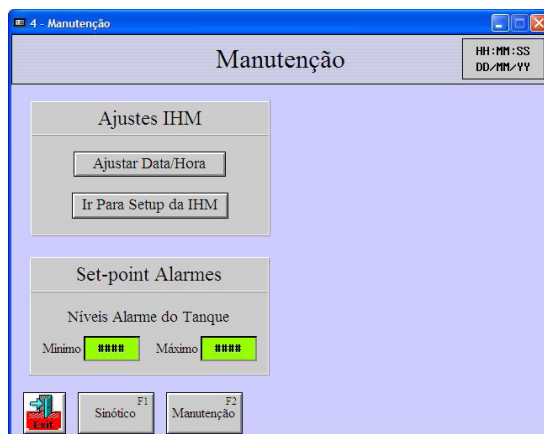 4 - Manutenção
Manutenção
HH:MM:SS
DD/MM/YY
Ajustes IHM
Ajustar Data/Hora
Ir Para Setup da IHM
Set-point Alarmes
Níveis Alarme do Tanque
Mínimo #### Máximo ####
Exit
F1
Sinótico
F2
Manutenção